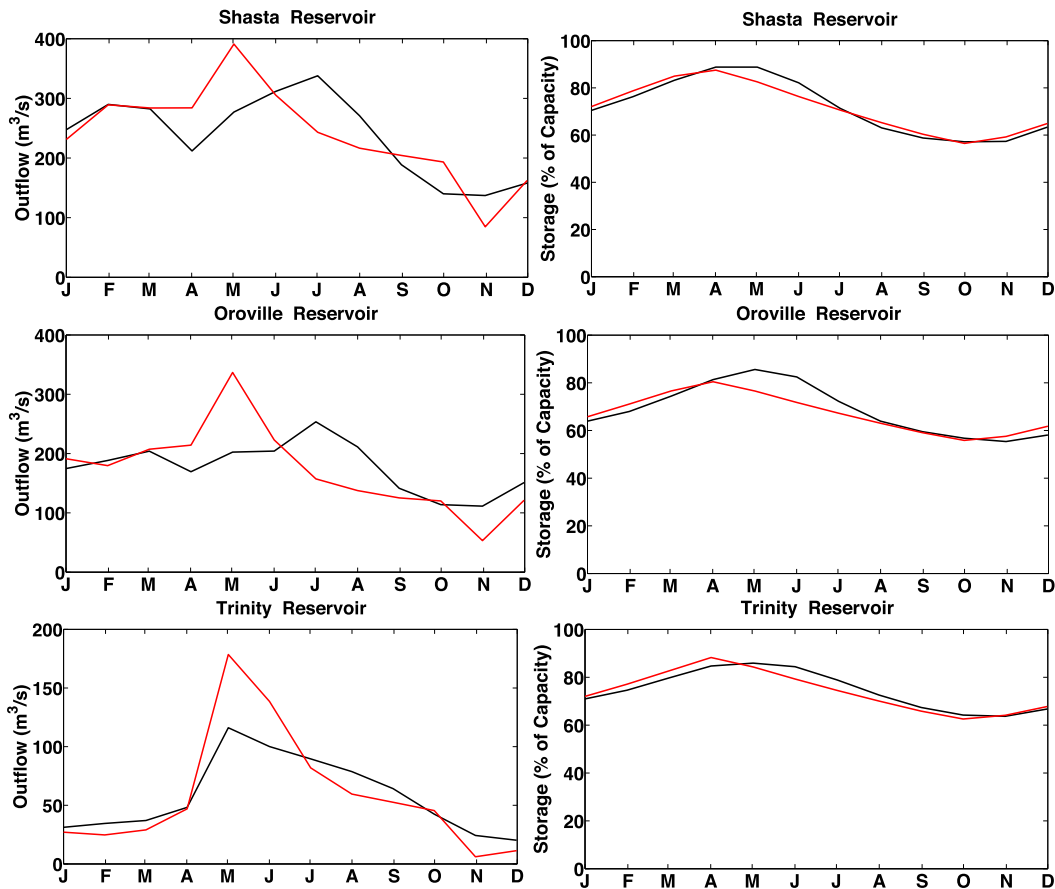 Shasta Reservoir
Outflow (m³/s)
400
300
200
100
0
J F M A M J J A S O N D
Shasta Reservoir
Storage (% of Capacity)
100
80
60
40
20
0
J F M A M J J A S O N D
Oroville Reservoir
Outflow (m³/s)
400
300
200
100
0
J F M A M J J A S O N D
Oroville Reservoir
Storage (% of Capacity)
100
80
60
40
20
0
J F M A M J J A S O N D
Trinity Reservoir
Outflow (m³/s)
200
150
100
50
0
J F M A M J J A S O N D
Trinity Reservoir
Storage (% of Capacity)
100
80
60
40
20
0
J F M A M J J A S O N D